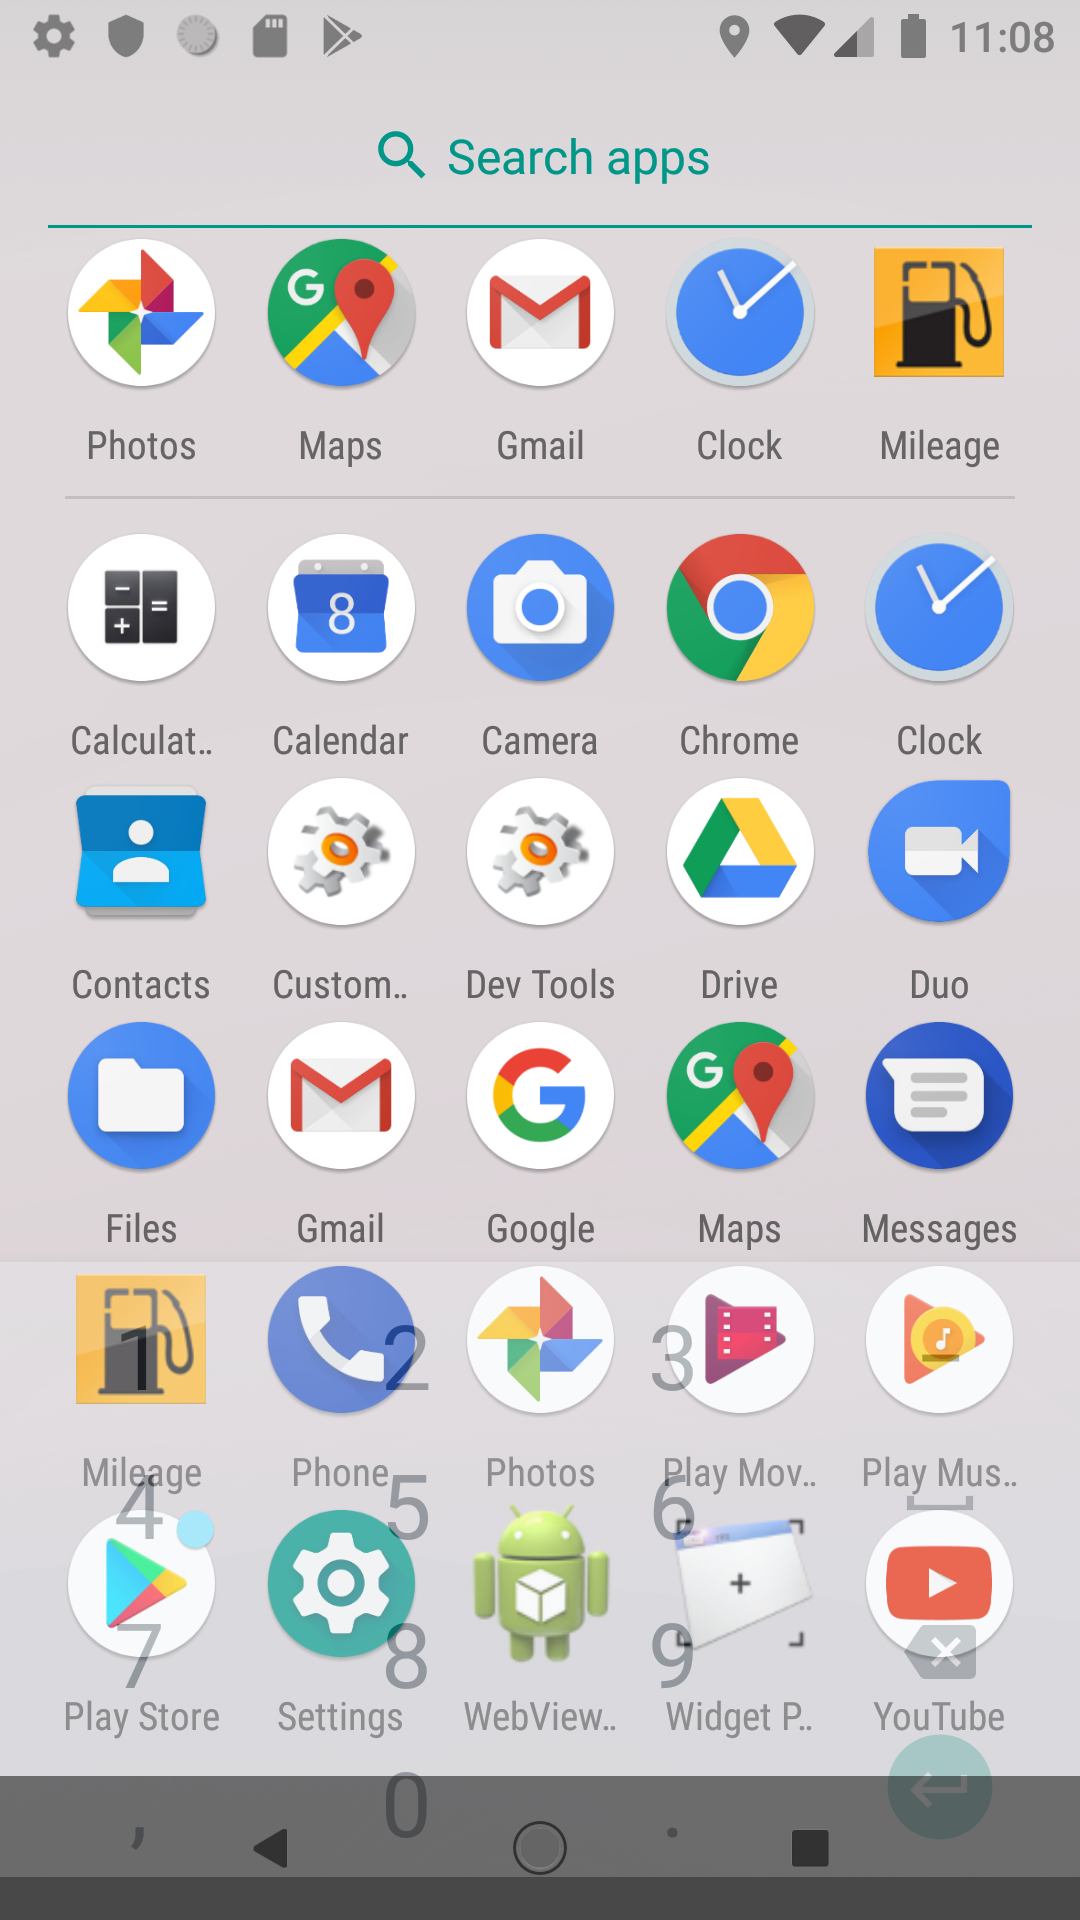 11:08
Search apps
Photos Maps Gmail Clock Mileage
8
Calculat.. Calendar Camera Chrome Clock
Contacts Custom.. Dev Tools Drive Duo
Files Gmail Google Maps Messages
1 2 3
Mileage Phone Photos Play Mov.. Play Mus..
4 5 6
7 8 9
Play Store Settings WebView.. Widget P.. YouTube
, 0 .